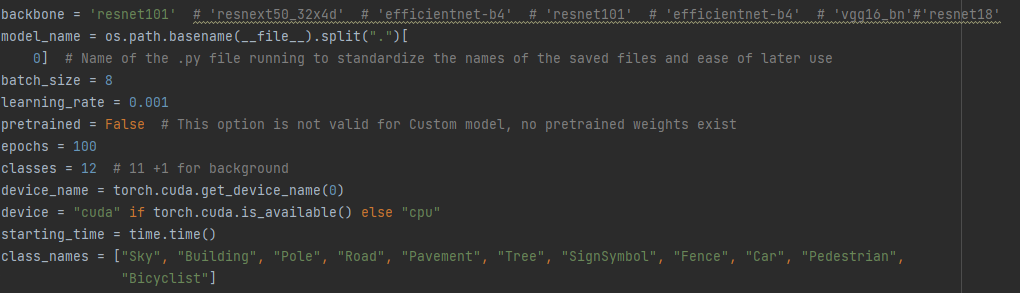 backbone = 'resnet101'  # 'resnext50_32x4d'  # 'efficientnet-b4'  # 'resnet101'  # 'efficientnet-b4'  # 'vgg16_bn'#'resnet18'
model_name = os.path.basename(__file__).split(".")[
    0]  # Name of the .py file running to standardize the names of the saved files and ease of later use
batch_size = 8
learning_rate = 0.001
pretrained = False  # This option is not valid for Custom model, no pretrained weights exist
epochs = 100
classes = 12  # 11 +1 for background
device_name = torch.cuda.get_device_name(0)
device = "cuda" if torch.cuda.is_available() else "cpu"
starting_time = time.time()
class_names = ["Sky", "Building", "Pole", "Road", "Pavement", "Tree", "SignSymbol", "Fence", "Car", "Pedestrian",
               "Bicyclist"]